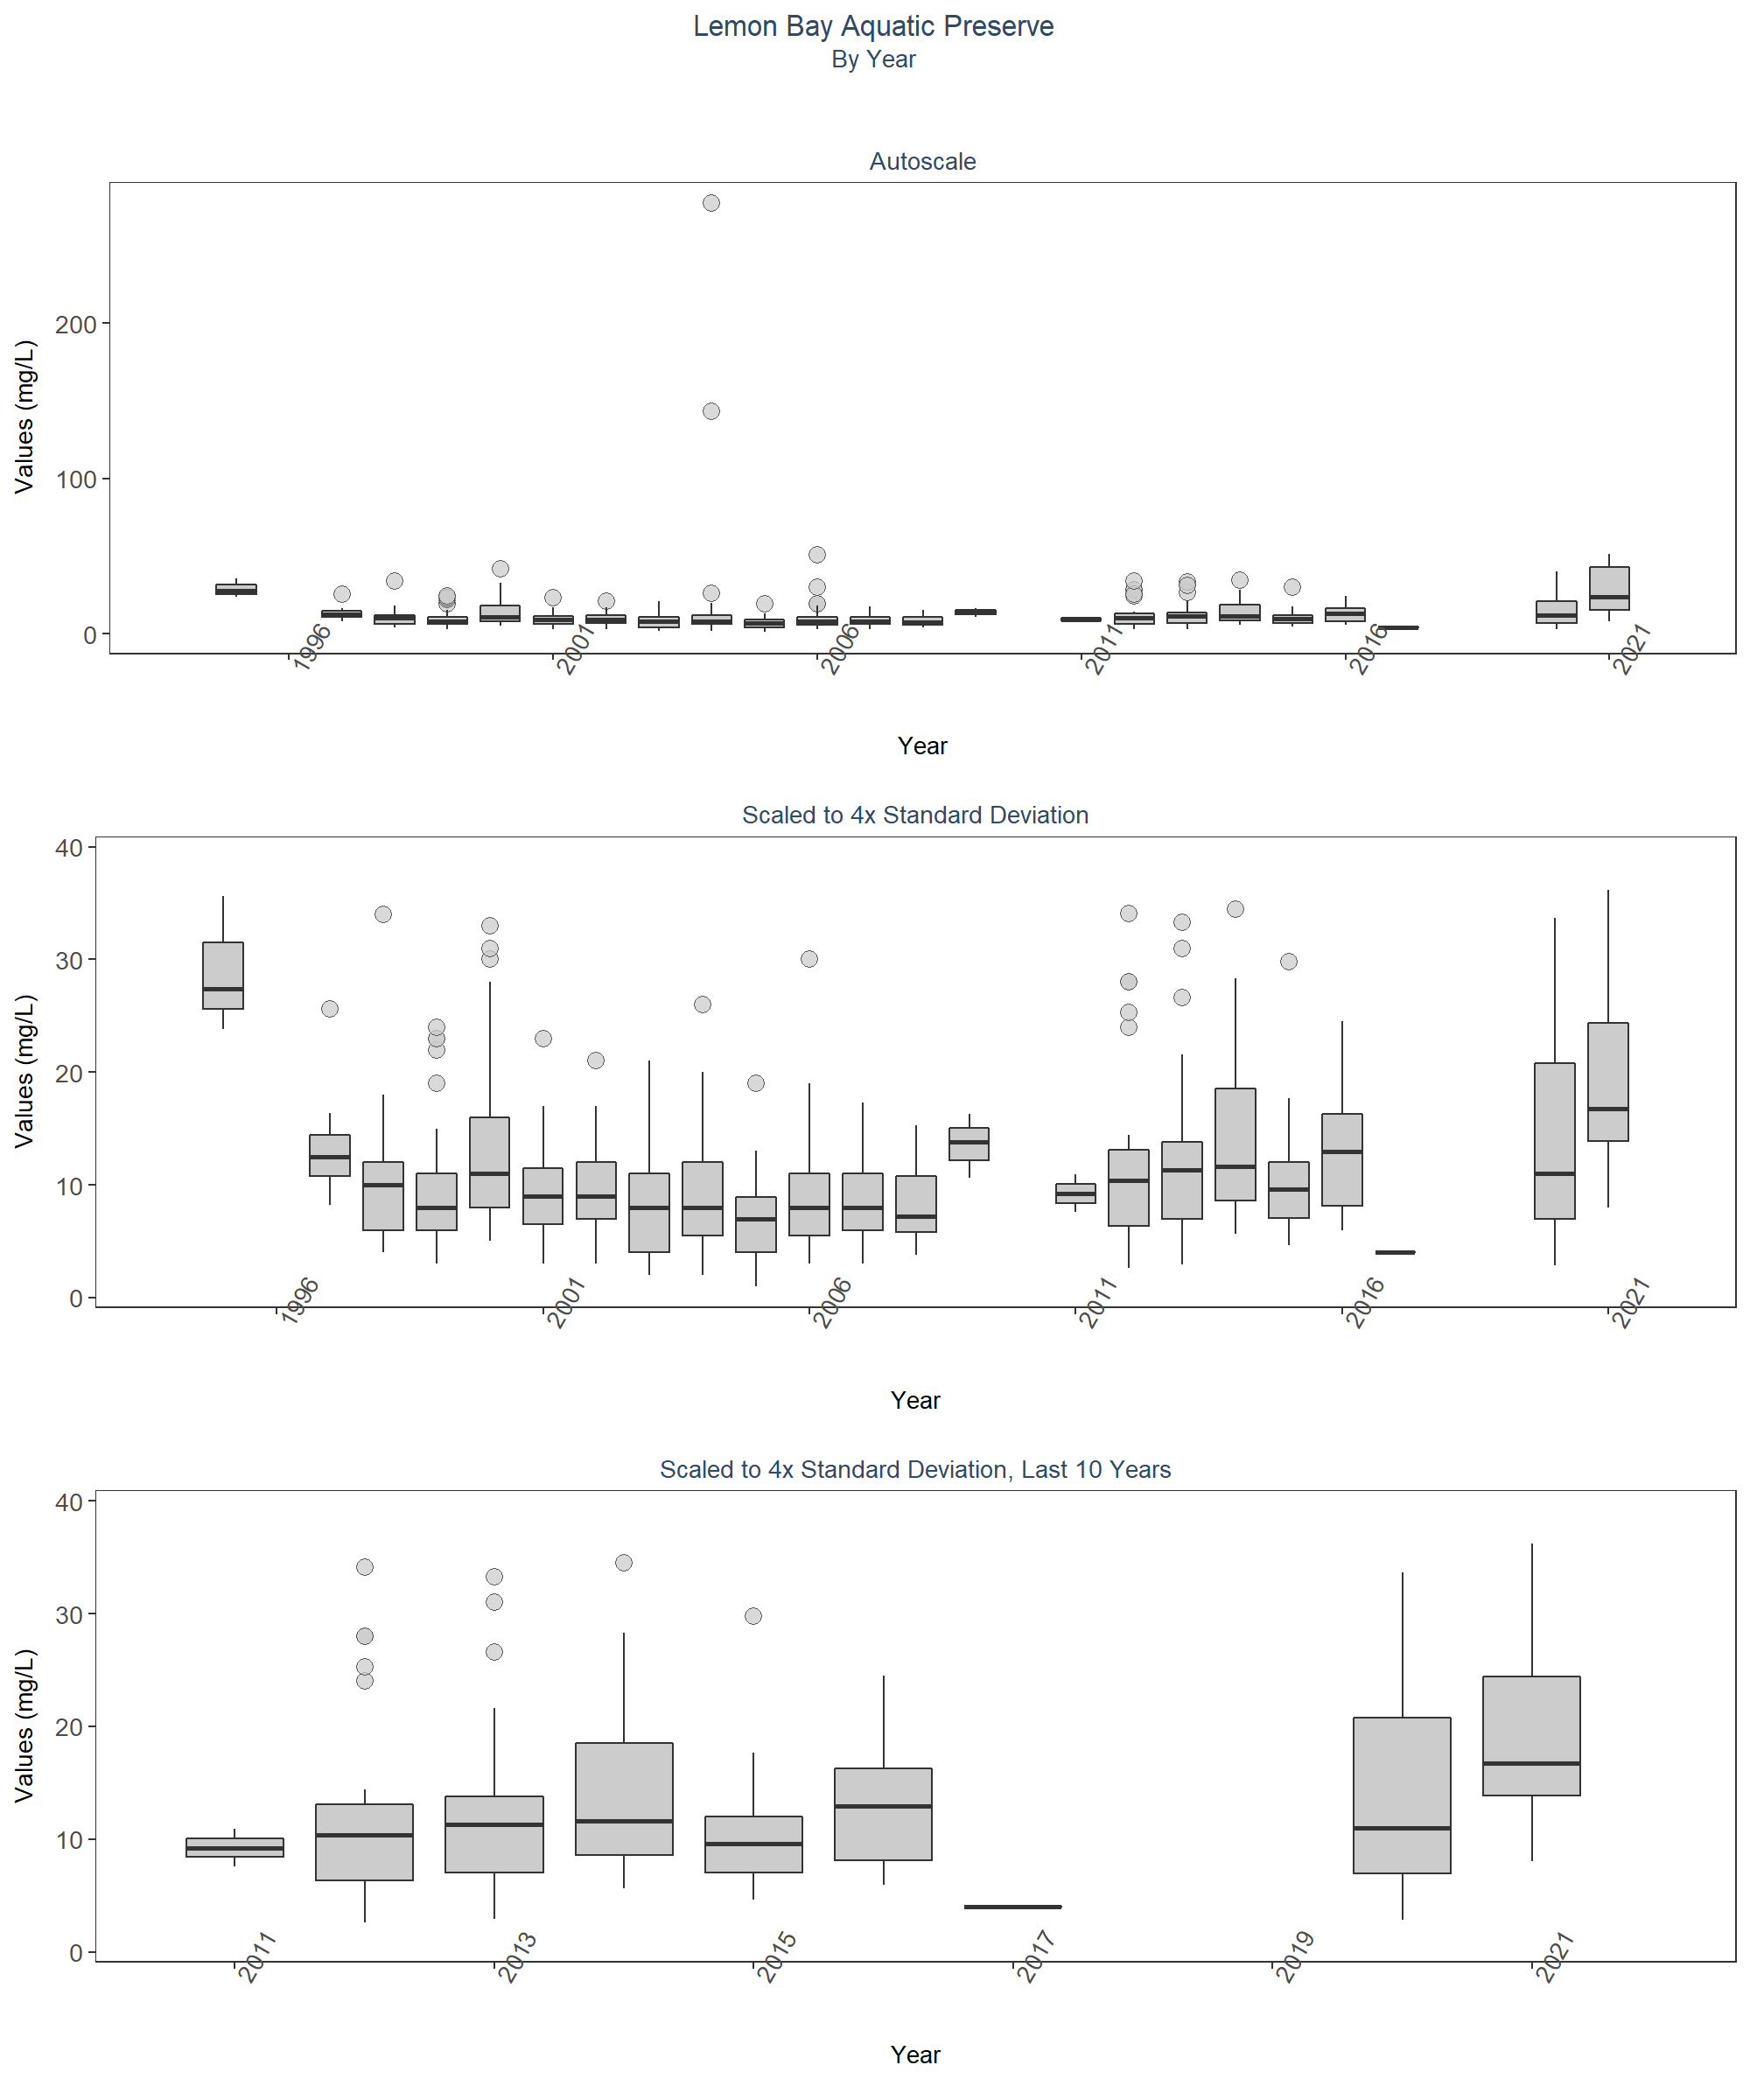 Lemon Bay Aquatic Preserve
By Year
Autoscale
Values (mg/L)
200
100
0
1996
2001
2006
2011
2016
2021
Year
Scaled to 4x Standard Deviation
Values (mg/L)
40
30
20
10
0
1996
2001
2006
2011
2016
2021
Year
Scaled to 4x Standard Deviation, Last 10 Years
Values (mg/L)
40
30
20
10
0
2011
2013
2015
2017
2019
2021
Year